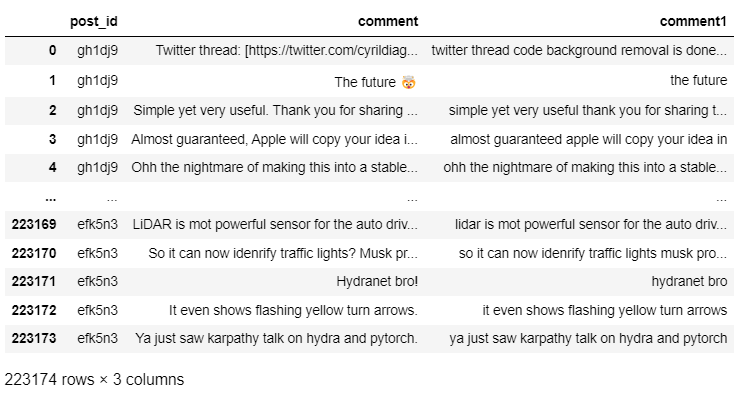 post_id comment comment1
0 gh1dj9 Twitter thread: [https://twitter.com/cyrildiag... twitter thread code background removal is done...
1 gh1dj9 The future 🤯 the future
2 gh1dj9 Simple yet very useful. Thank you for sharing ... simple yet very useful thank you for sharing t...
3 gh1dj9 Almost guaranteed, Apple will copy your idea i... almost guaranteed apple will copy your idea in
4 gh1dj9 Ohh the nightmare of making this into a stable... ohh the nightmare of making this into a stable...
... ... ... ...
223169 efk5n3 LiDAR is mot powerful sensor for the auto driv... lidar is mot powerful sensor for the auto driv...
223170 efk5n3 So it can now idenrify traffic lights? Musk pr... so it can now idenrify traffic lights musk pro...
223171 efk5n3 Hydranet bro! hydranet bro
223172 efk5n3 It even shows flashing yellow turn arrows. it even shows flashing yellow turn arrows
223173 efk5n3 Ya just saw karpathy talk on hydra and pytorch. ya just saw karpathy talk on hydra and pytorch
223174 rows × 3 columns